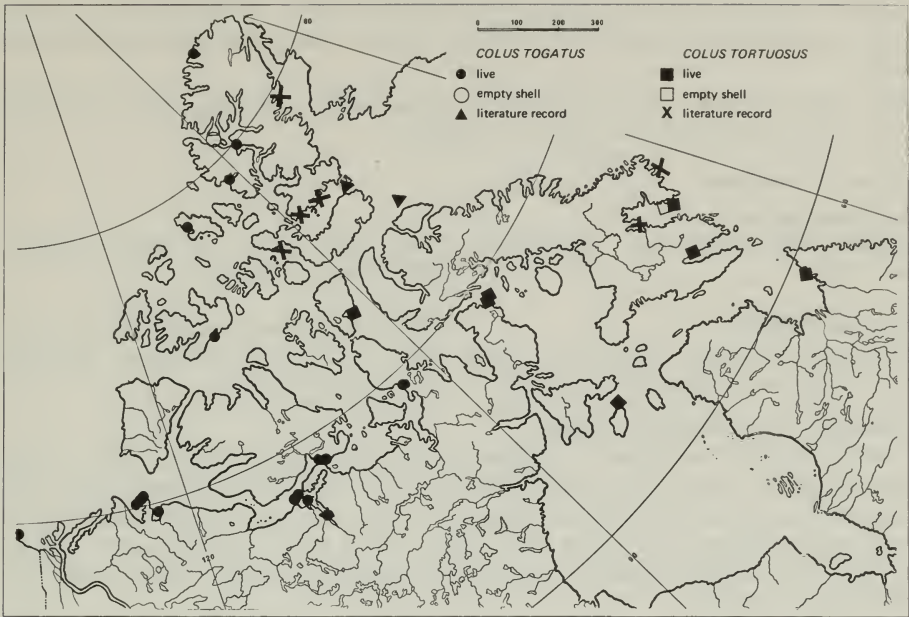 80
0 100 200 300
COLUS TOGATUS
live
empty shell
literature record
COLUS TORTUOSUS
live
empty shell
literature record
60
120